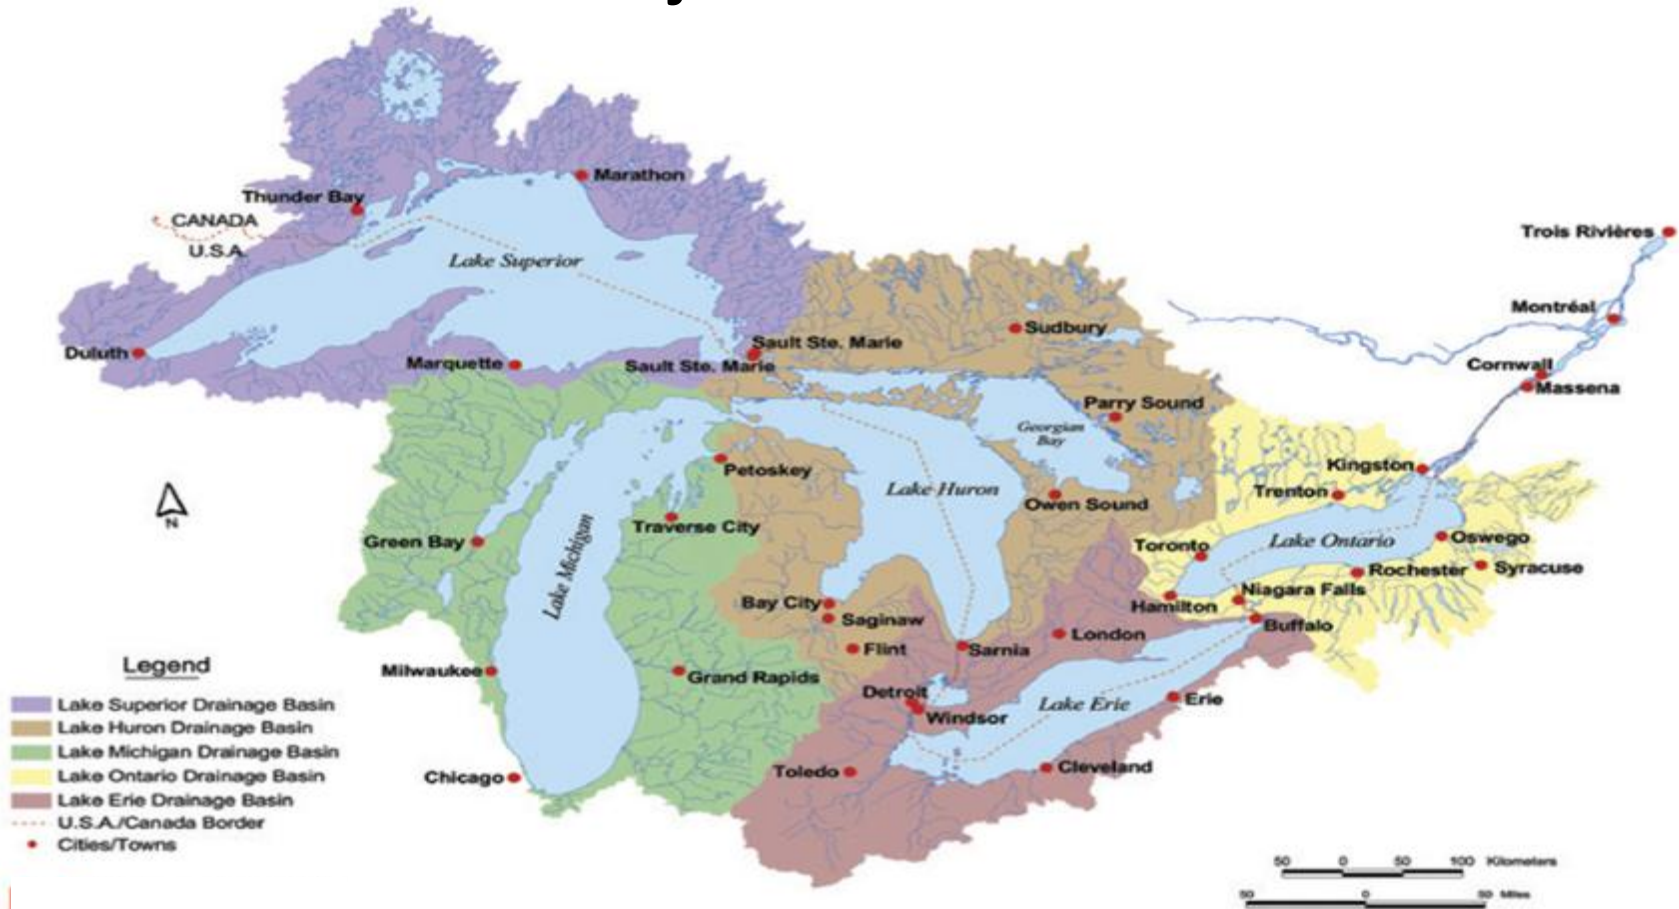 Marathon
Thunder Bay
CANADA
U.S.A.
Lake Superior
Trois Rivières
Montréal
Sudbury
Sault Ste. Marie
Duluth
Marquette
Sault Ste. Marie
Cornwall
Massena
Parry Sound
Georgian
Bay
Petoskey
Kingston
Trenton
Lake Huron
Owen Sound
Traverse City
N
Green Bay
Lake Michigan
Toronto
Lake Ontario
Oswego
Syracuse
Rochester
Niagara Falls
Hamilton
Buffalo
Bay City
Saginaw
London
Flint
Sarnia
Milwaukee
Grand Rapids
Detroit
Windsor
Lake Erie
Erie
Chicago
Toledo
Cleveland
Legend
Lake Superior Drainage Basin
Lake Huron Drainage Basin
Lake Michigan Drainage Basin
Lake Ontario Drainage Basin
Lake Erie Drainage Basin
U.S.A./Canada Border
Cities/Towns
50 0 50 100 Kilometers
50 0 50 Miles